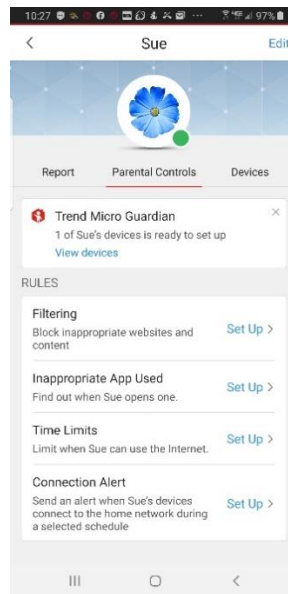 10:27 97%
Sue Edit
Report Parental Controls Devices
Trend Micro Guardian
1 of Sue's devices is ready to set
up
View devices
RULES
Filtering
Block inappropriate websites and
content
Set Up >
Inappropriate App Used
Find out when Sue opens one.
Set Up >
Time Limits
Limit when Sue can use the Internet.
Set Up >
Connection Alert
Send an alert when Sue's devices
connect to the home network during
a selected schedule
Set Up >